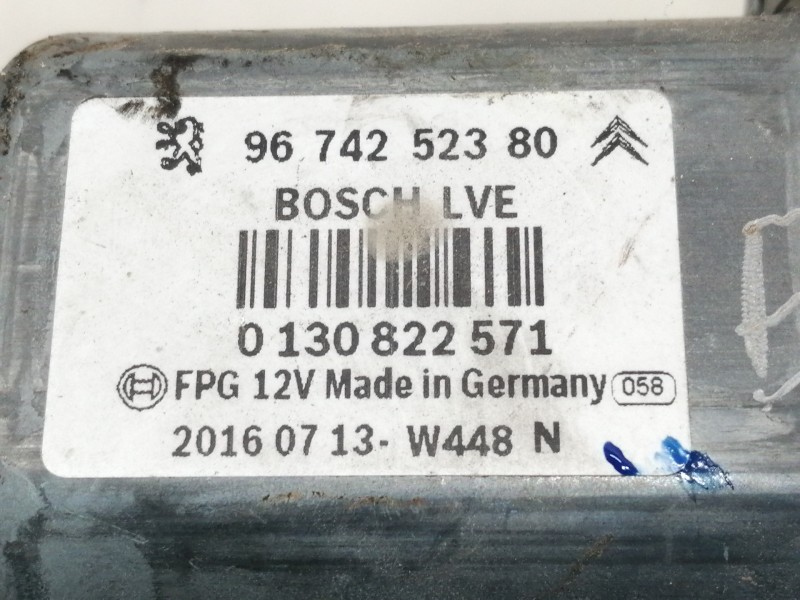 96 742 523 80
BOSCH LVE
0 130 822 571
FPG 12V Made in Germany 058
2016 07 13- W448 N